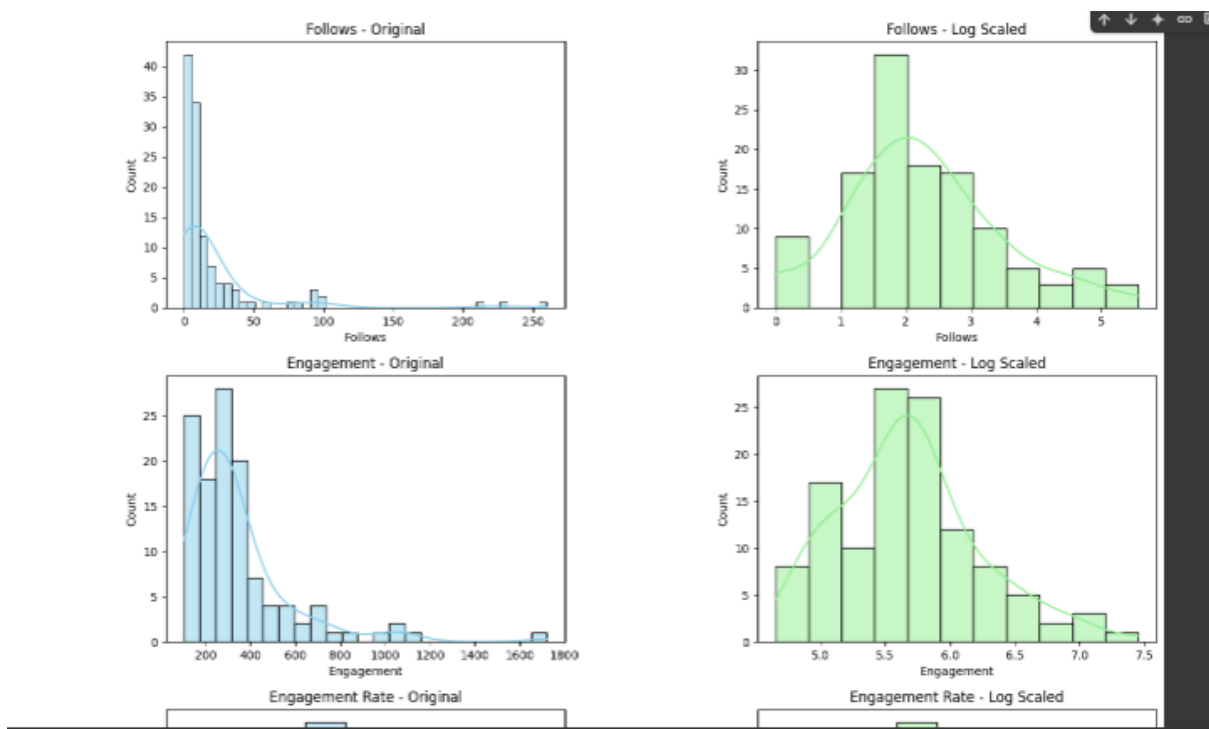 Follows - Original
40
35
30
25
20
15
10
5
0
Count
0 50 100 150 200 250
Follows
Follows - Log Scaled
30
25
20
15
10
5
0
Count
0 1 2 3 4 5
Follows
Engagement - Original
25
20
15
10
5
0
Count
200 400 600 800 1000 1200 1400 1600 1800
Engagement
Engagement - Log Scaled
25
20
15
10
5
0
Count
5.0 5.5 6.0 6.5 7.0 7.5
Engagement
Engagement Rate - Original
Engagement Rate - Log Scaled